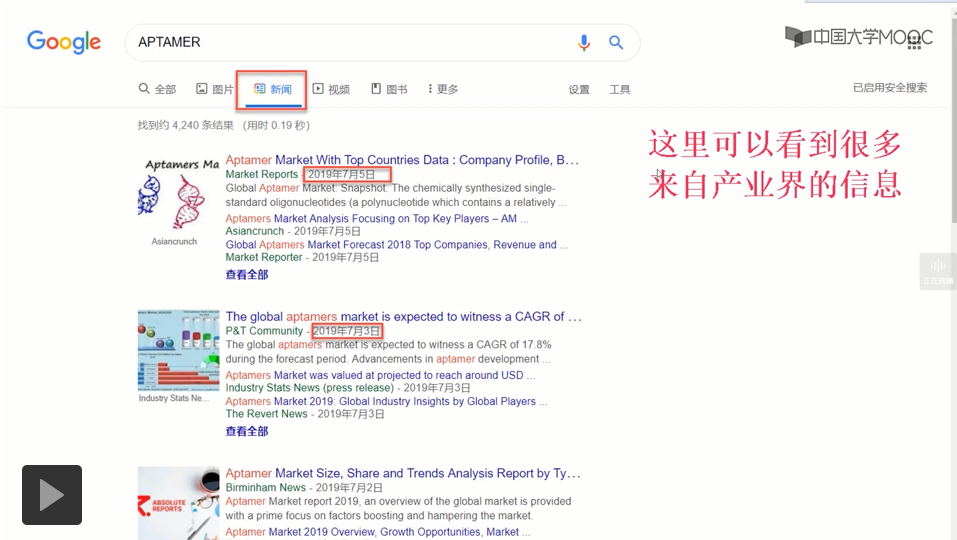 Google
APTAMER
中国大学MOOC
全部 图片 新闻 视频 图书 更多 设置 工具
已启用安全搜索
找到约 4,240 条结果 (用时 0.19 秒)
这里可以看到很多
来自产业界的信息
Aptamers Ma
Asiancrunch
Aptamer Market With Top Countries Data : Company Profile, B...
Market Reports - 2019年7月5日
Global Aptamer Market: Snapshot. The chemically synthesized single-
standard oligonucleotides (a polynucleotide which contains a relatively ...
Aptamers Market Analysis Focusing on Top Key Players – AM ...
Asiancrunch - 2019年7月5日
Global Aptamers Market Forecast 2018 Top Companies, Revenue and ...
Market Reporter - 2019年7月5日
查看全部
正在直播
Industry Stats Ne...
The global aptamers market is expected to witness a CAGR of ...
P&T Community - 2019年7月3日
The global aptamers market is expected to witness a CAGR of 17.8%
during the forecast period. Advancements in aptamer development ...
Aptamers Market was valued at projected to reach around USD ...
Industry Stats News (press release) - 2019年7月3日
Aptamers Market 2019: Global Industry Insights by Global Players ...
The Revert News - 2019年7月3日
查看全部
ABSOLUTE
REPORTS
Aptamer Market Size, Share and Trends Analysis Report by Ty...
Birminham News - 2019年7月2日
Aptamer Market report 2019, an overview of the global market is provided
with a prime focus on factors boosting and hampering the market.
Aptamer Market 2019 Overview, Growth Opportunities, Market ...